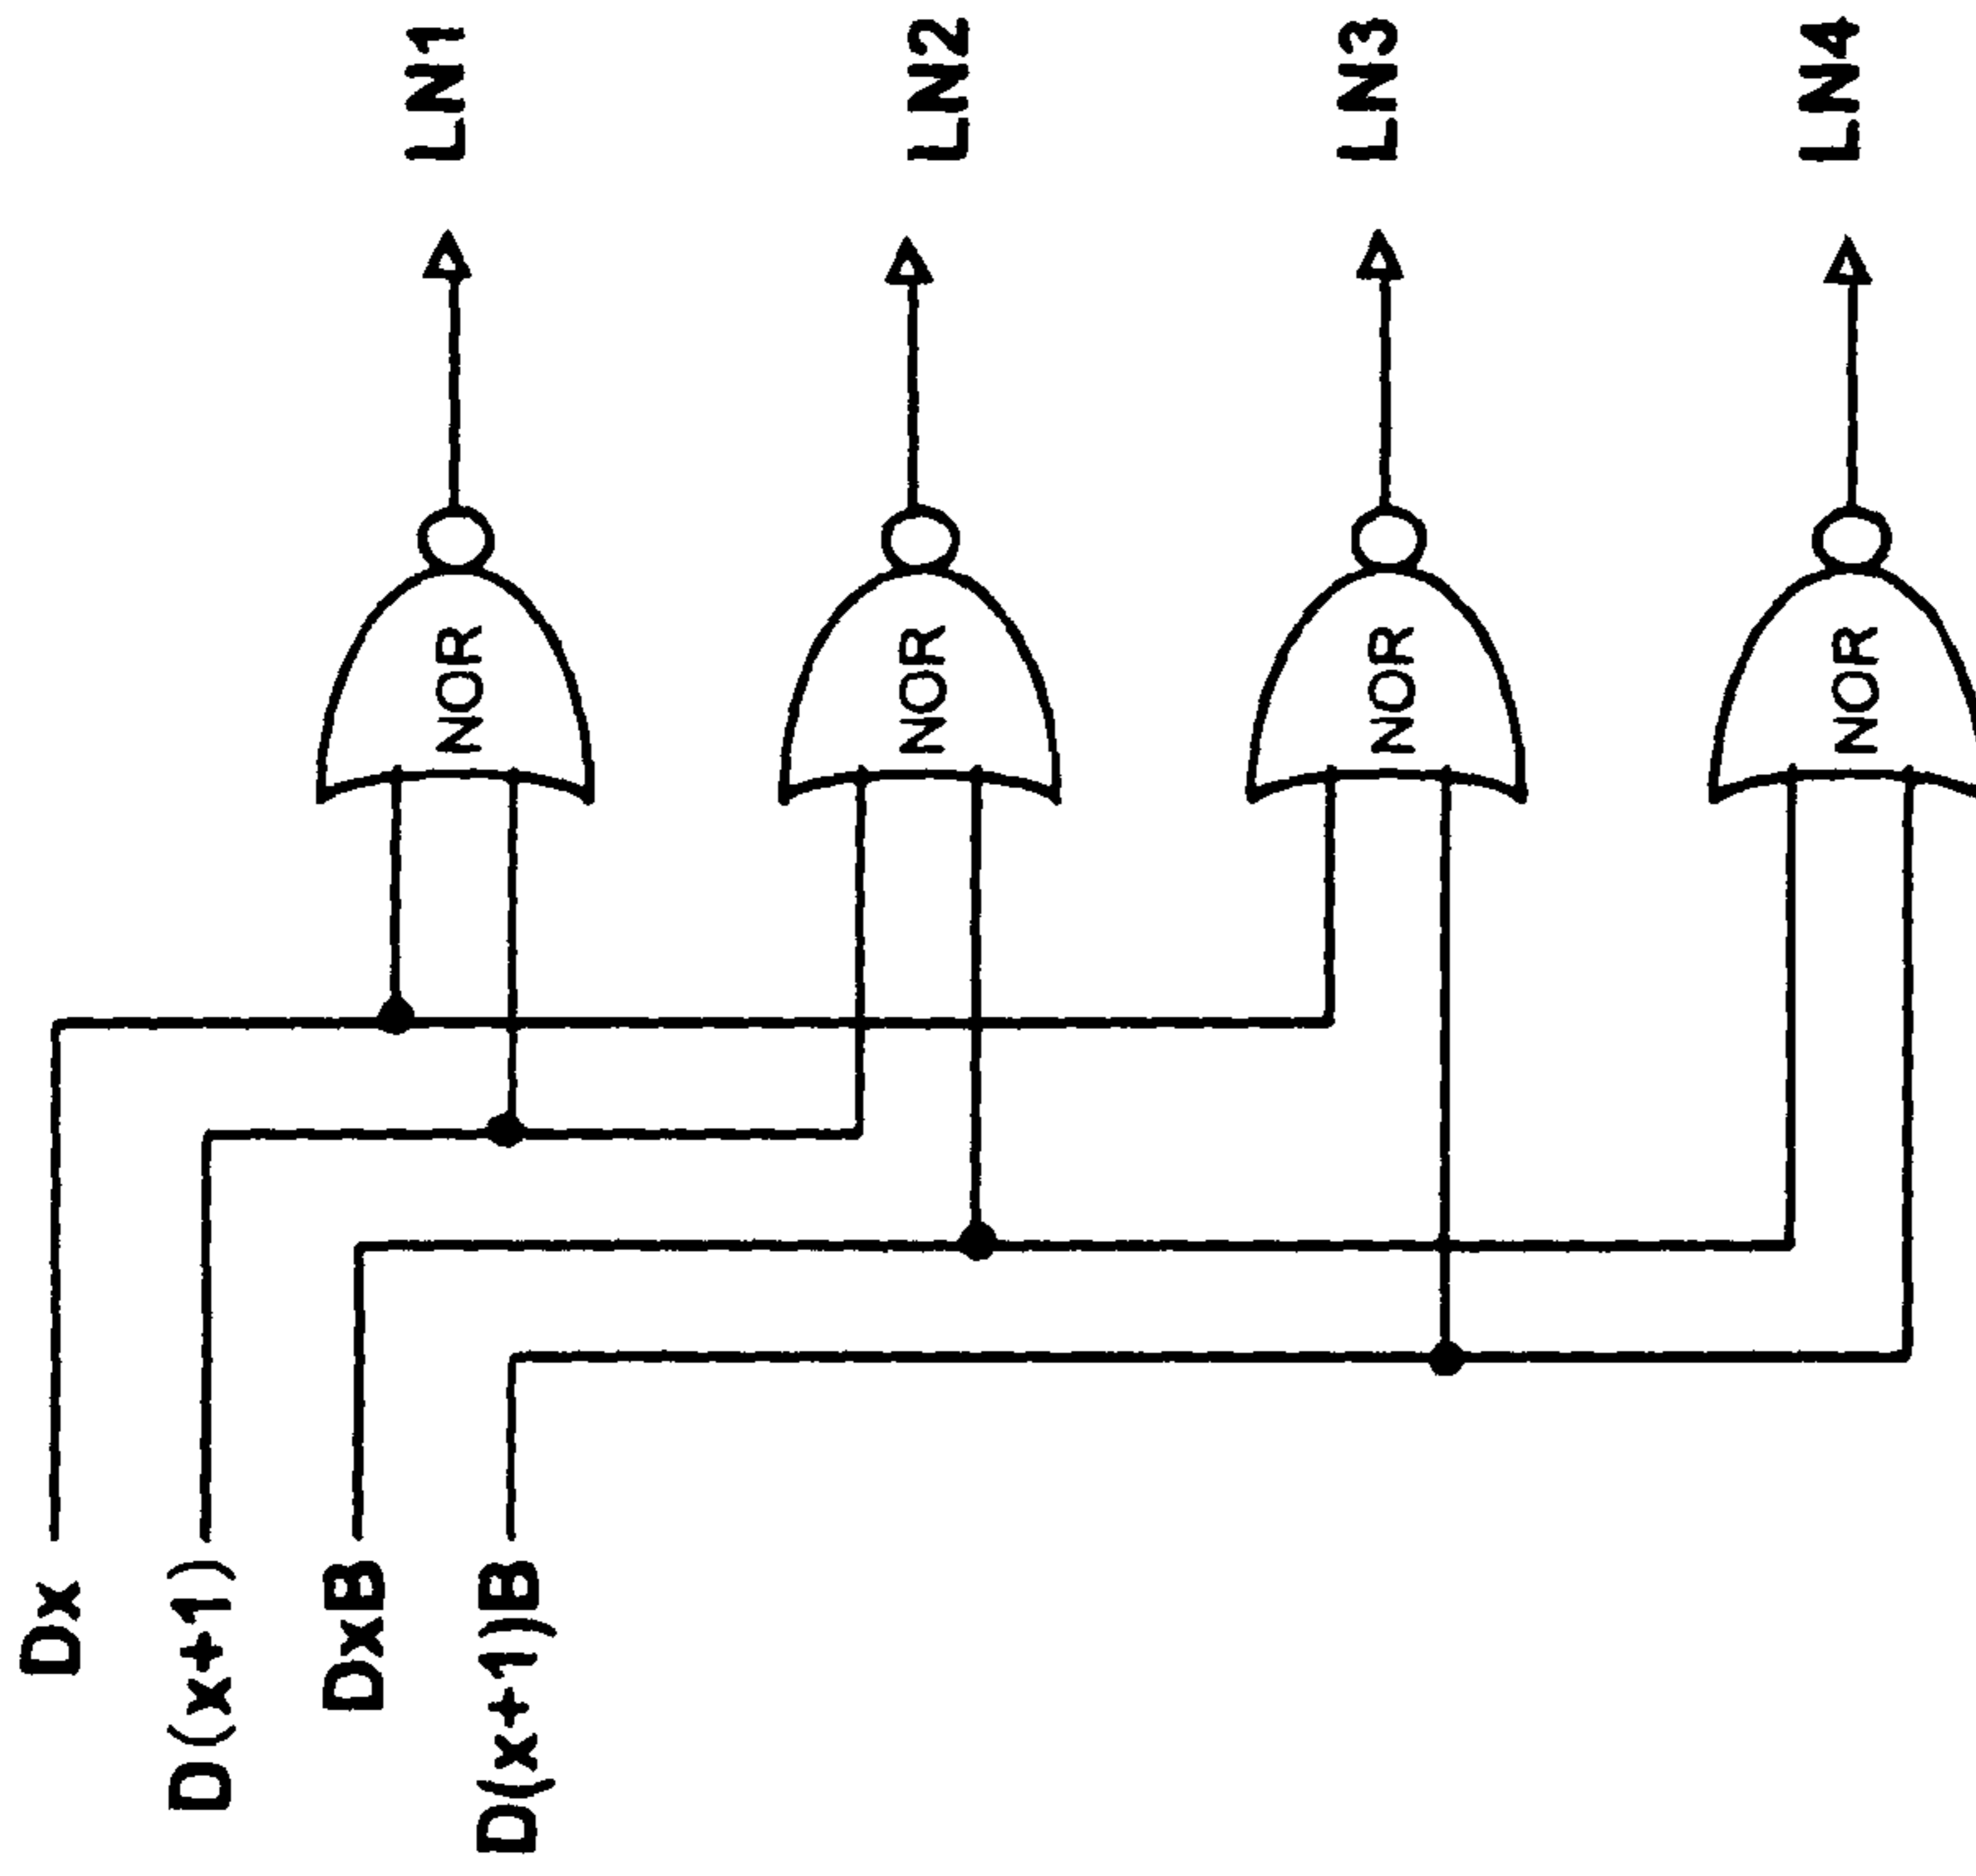 LN1
LN2
LN3
LN4
NOR
NOR
NOR
NOR
Dx
D(x+1)
DxB
D(x+1)B